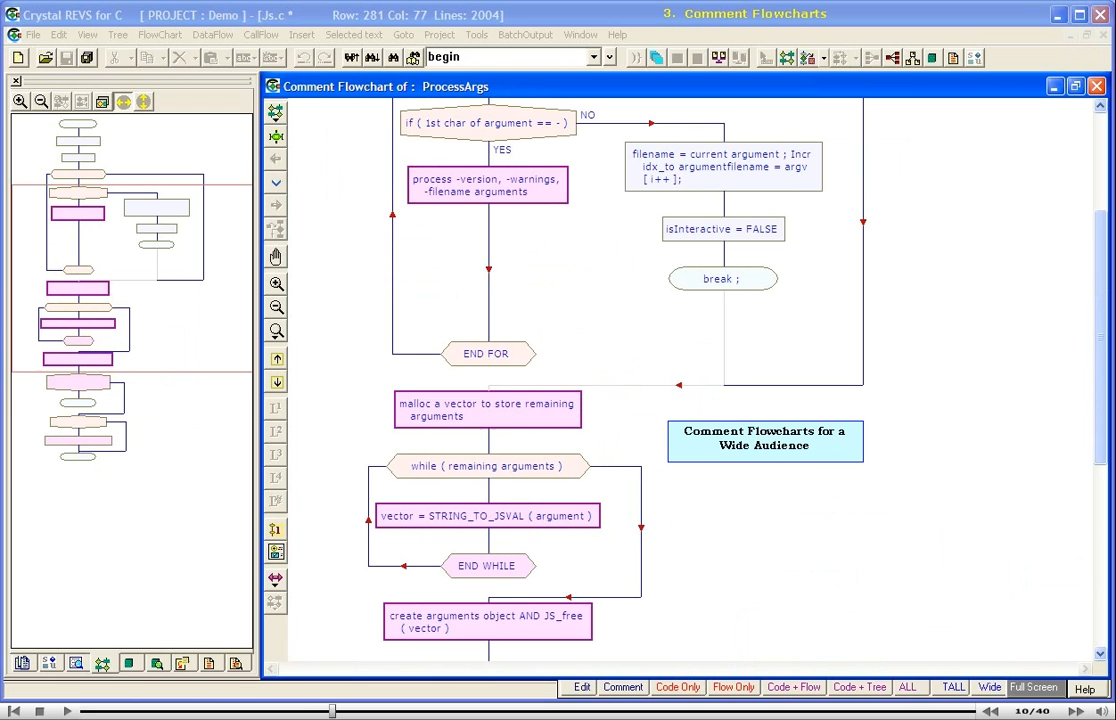 Crystal REVS for C [ PROJECT : Demo ] - [Js.c * Row: 281 Col: 77 Lines: 2004]
3. Comment Flowcharts
File Edit View Tree FlowChart DataFlow CallFlow Insert Selected text Goto Project Tools BatchOutput Window Help
begin
Comment Flowchart of : ProcessArgs
if ( 1st char of argument == - )
NO
YES
process -version, -warnings,
-filename arguments
filename = current argument ; Incr
idx_to argumentfilename = argv
[ i++ ];
isInteractive = FALSE
break ;
END FOR
malloc a vector to store remaining
arguments
Comment Flowcharts for a
Wide Audience
while ( remaining arguments )
vector = STRING_TO_JSVAL ( argument )
END WHILE
create arguments object AND JS_free
( vector )
Edit Comment Code Only Flow Only Code + Flow Code + Tree ALL TALL Wide Full Screen Help
10/40